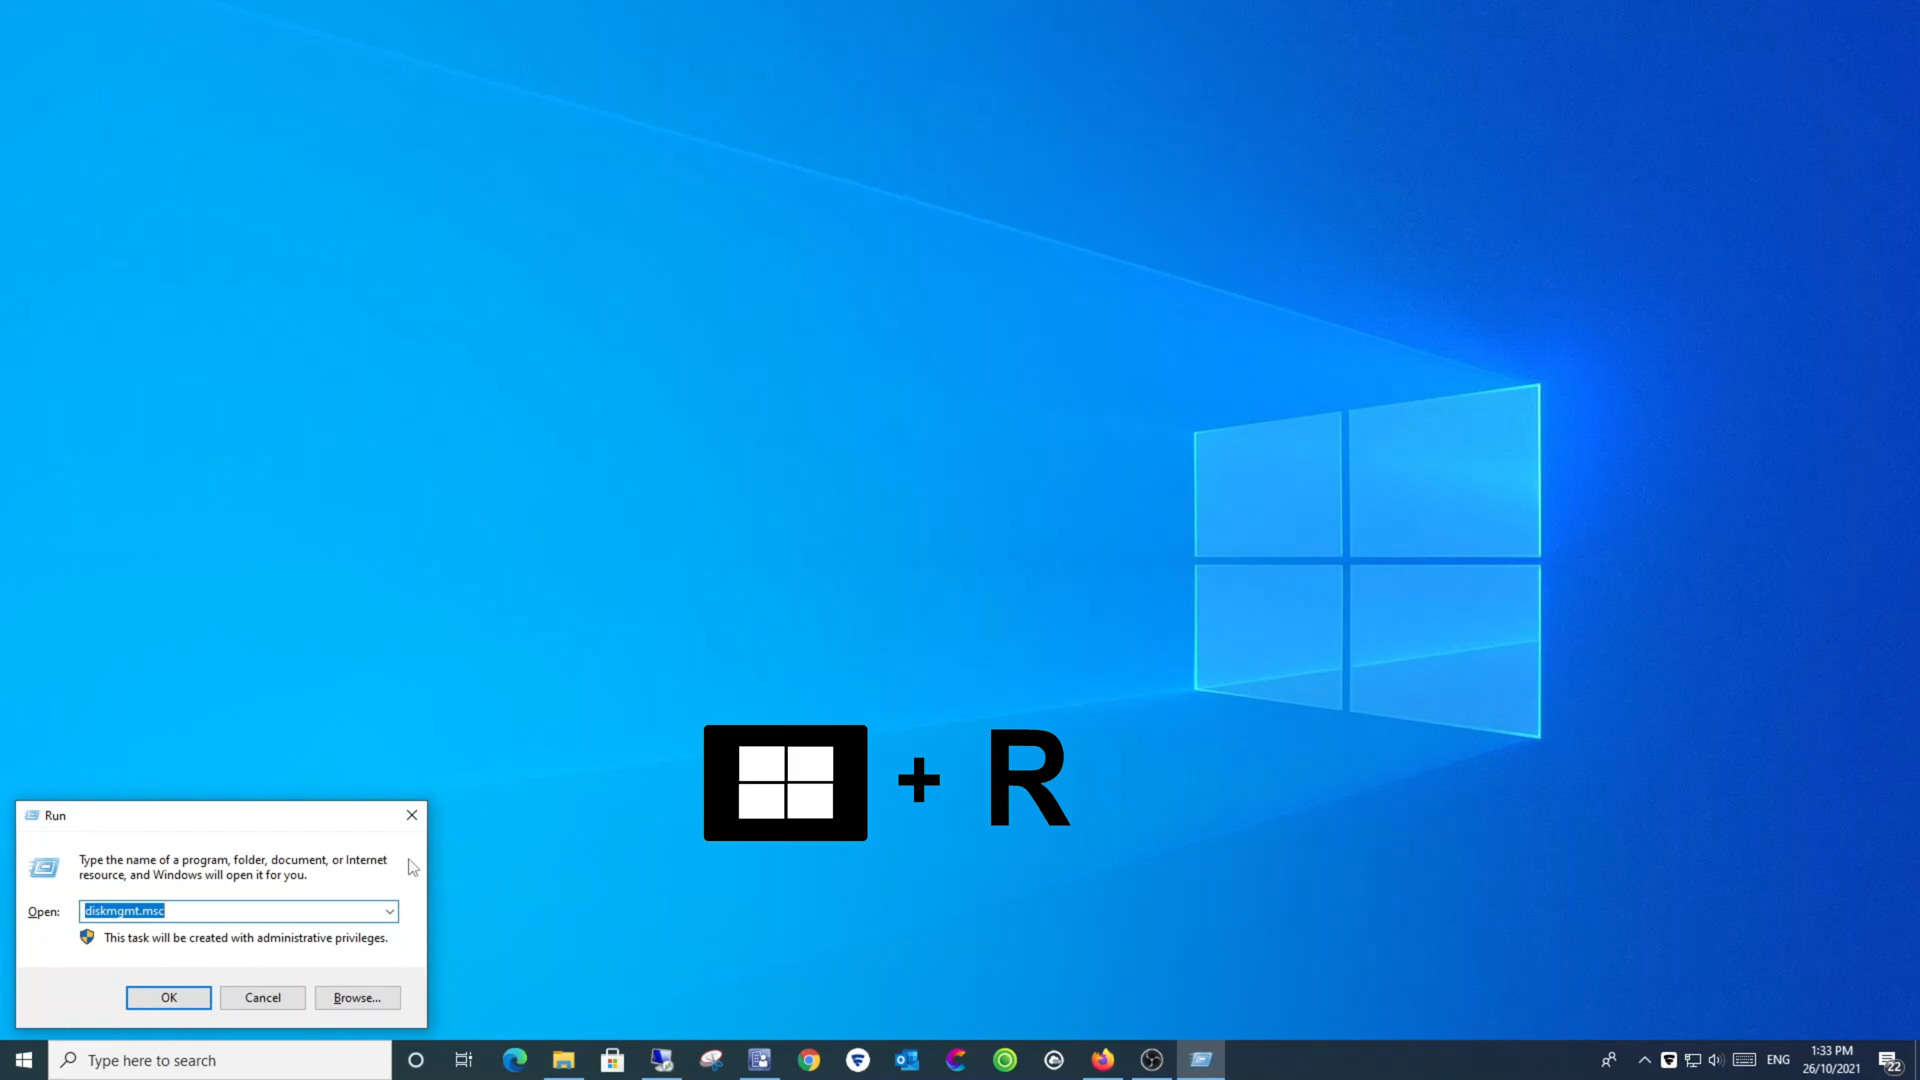 + R
Run
Type the name of a program, folder, document, or Internet
resource, and Windows will open it for you.
Open: diskmgmt.msc
This task will be created with administrative privileges.
OK Cancel Browse...
Type here to search
ENG
1:33 PM
26/10/2021
22